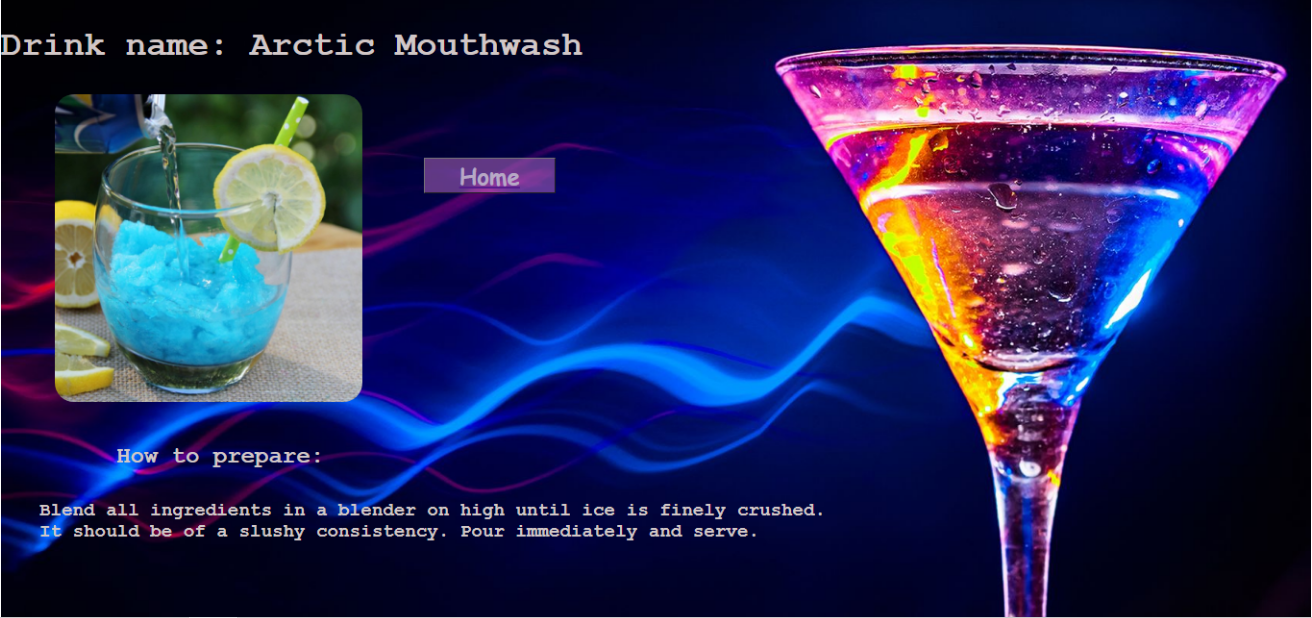 Drink name: Arctic Mouthwash
Home
How to prepare:
Blend all ingredients in a blender on high until ice is finely crushed.
It should be of a slushy consistency. Pour immediately and serve.